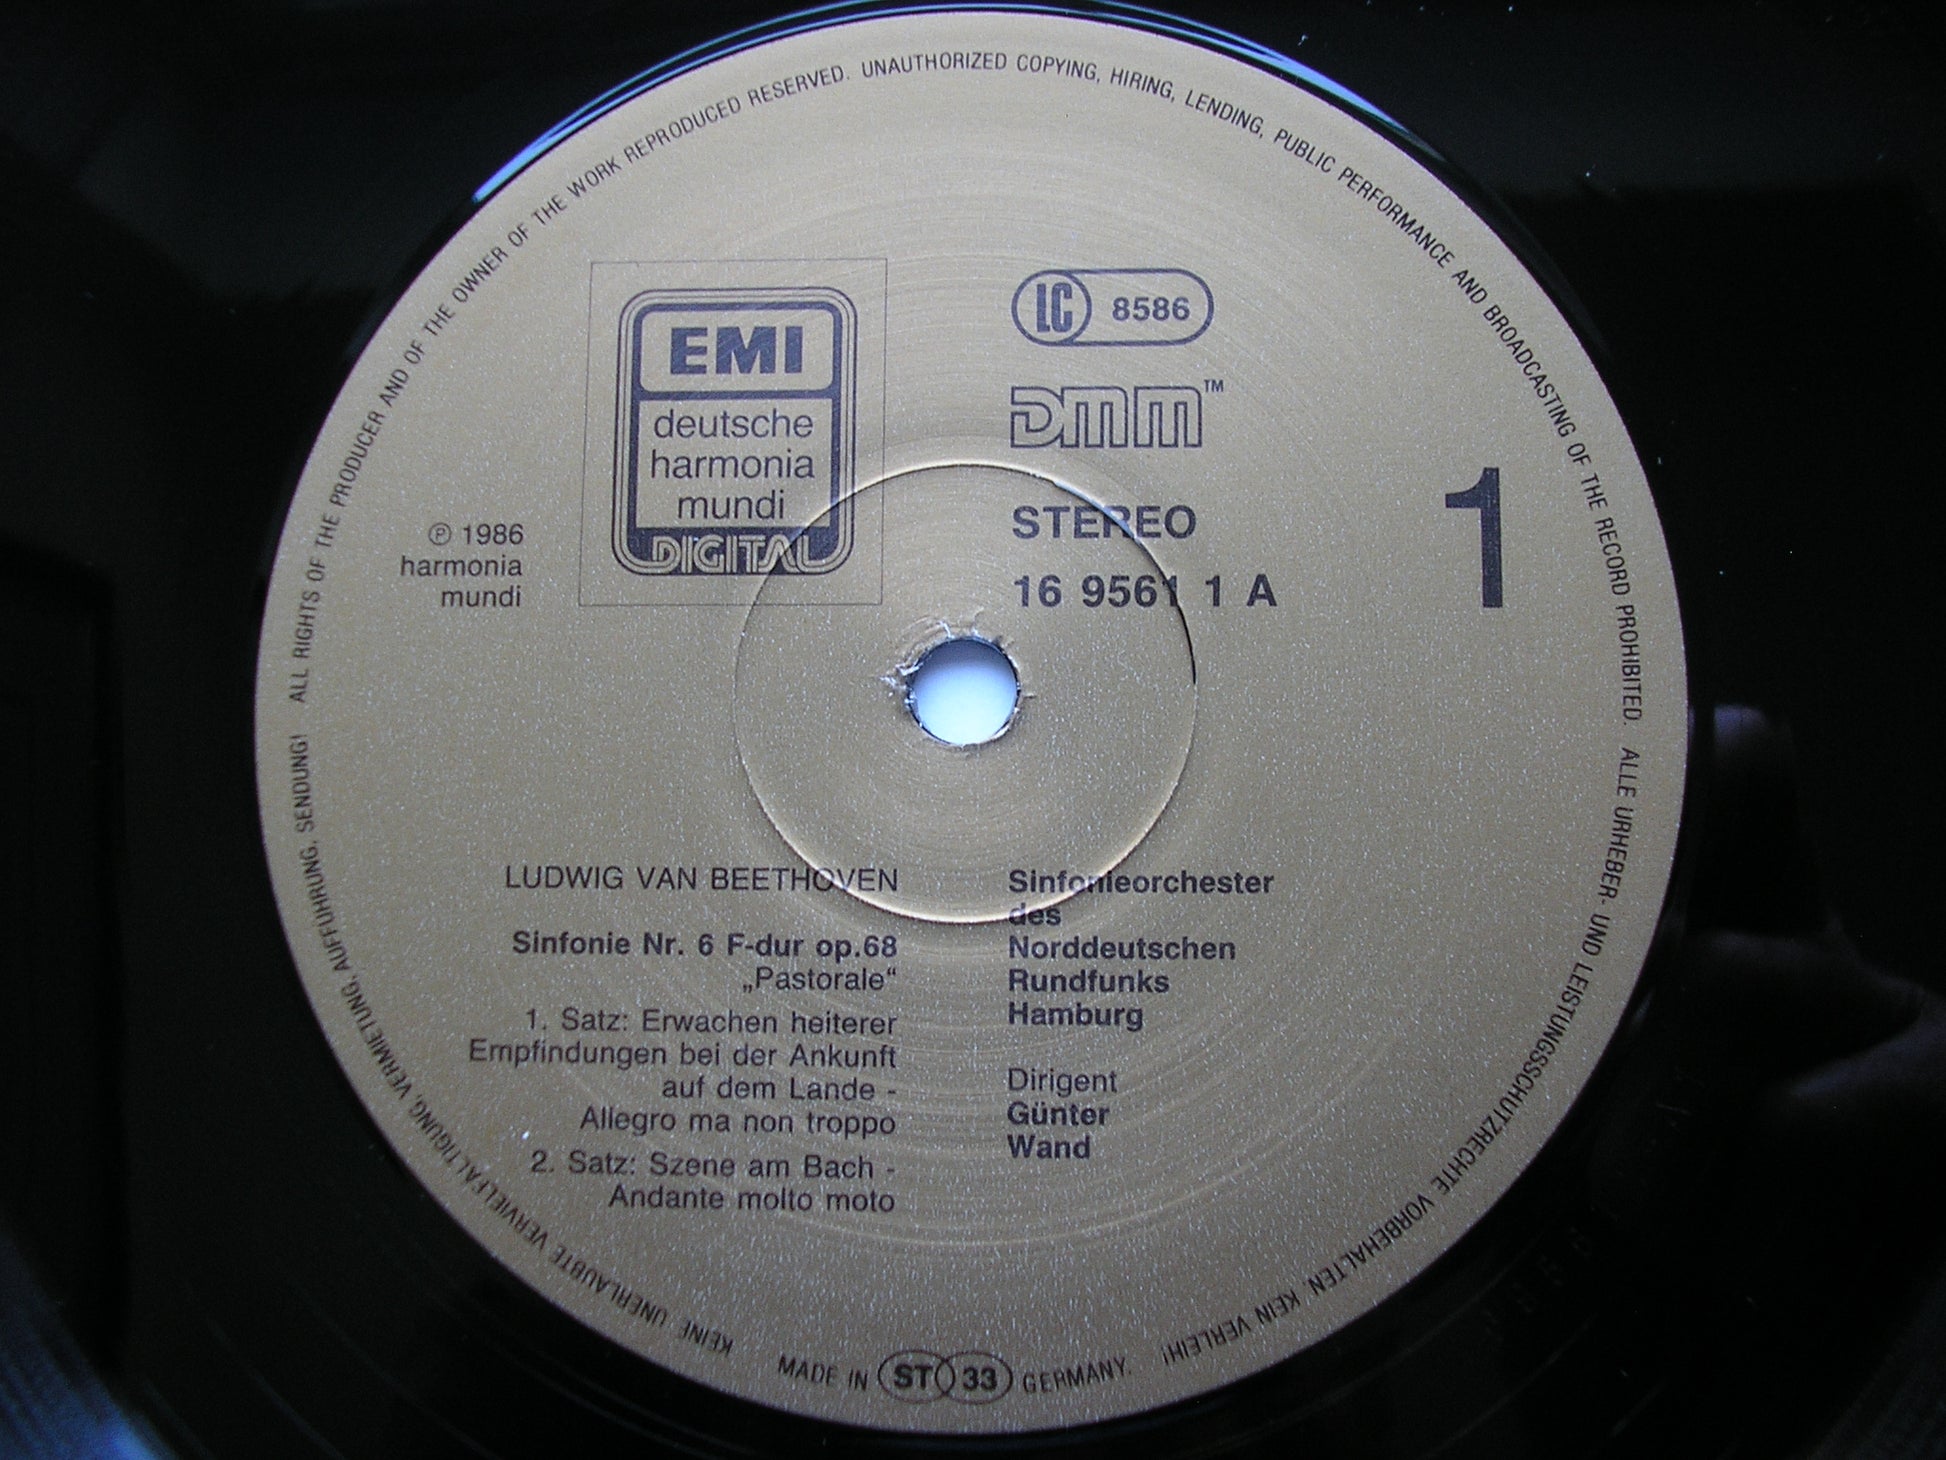 ALL RIGHTS OF THE PRODUCER AND OF THE OWNER OF THE WORK REPRODUCED RESERVED. UNAUTHORIZED COPYING, HIRING, LENDING, PUBLIC PERFORMANCE AND BROADCASTING OF THE RECORD PROHIBITED.
ALLE URHEBER- UND LEISTUNGSSCHUTZRECHTE VORBEHALTEN. KEIN VERLEIH!
KEINE UNERLAUBTE VERVIELFÄLTIGUNG, VERMIETUNG, AUFFÜHRUNG, SENDUNG!
EMI
deutsche
harmonia
mundi
DIGITAL
℗ 1986
harmonia
mundi
LC 8586
DMM™
STEREO
16 9561 1 A
1
LUDWIG VAN BEETHOVEN
Sinfonie Nr. 6 F-dur op.68
„Pastorale“
1. Satz: Erwachen heiterer
Empfindungen bei der Ankunft
auf dem Lande -
Allegro ma non troppo
2. Satz: Szene am Bach -
Andante molto moto
Sinfonieorchester
des
Norddeutschen
Rundfunks
Hamburg
Dirigent
Günter
Wand
MADE IN ST 33 GERMANY.